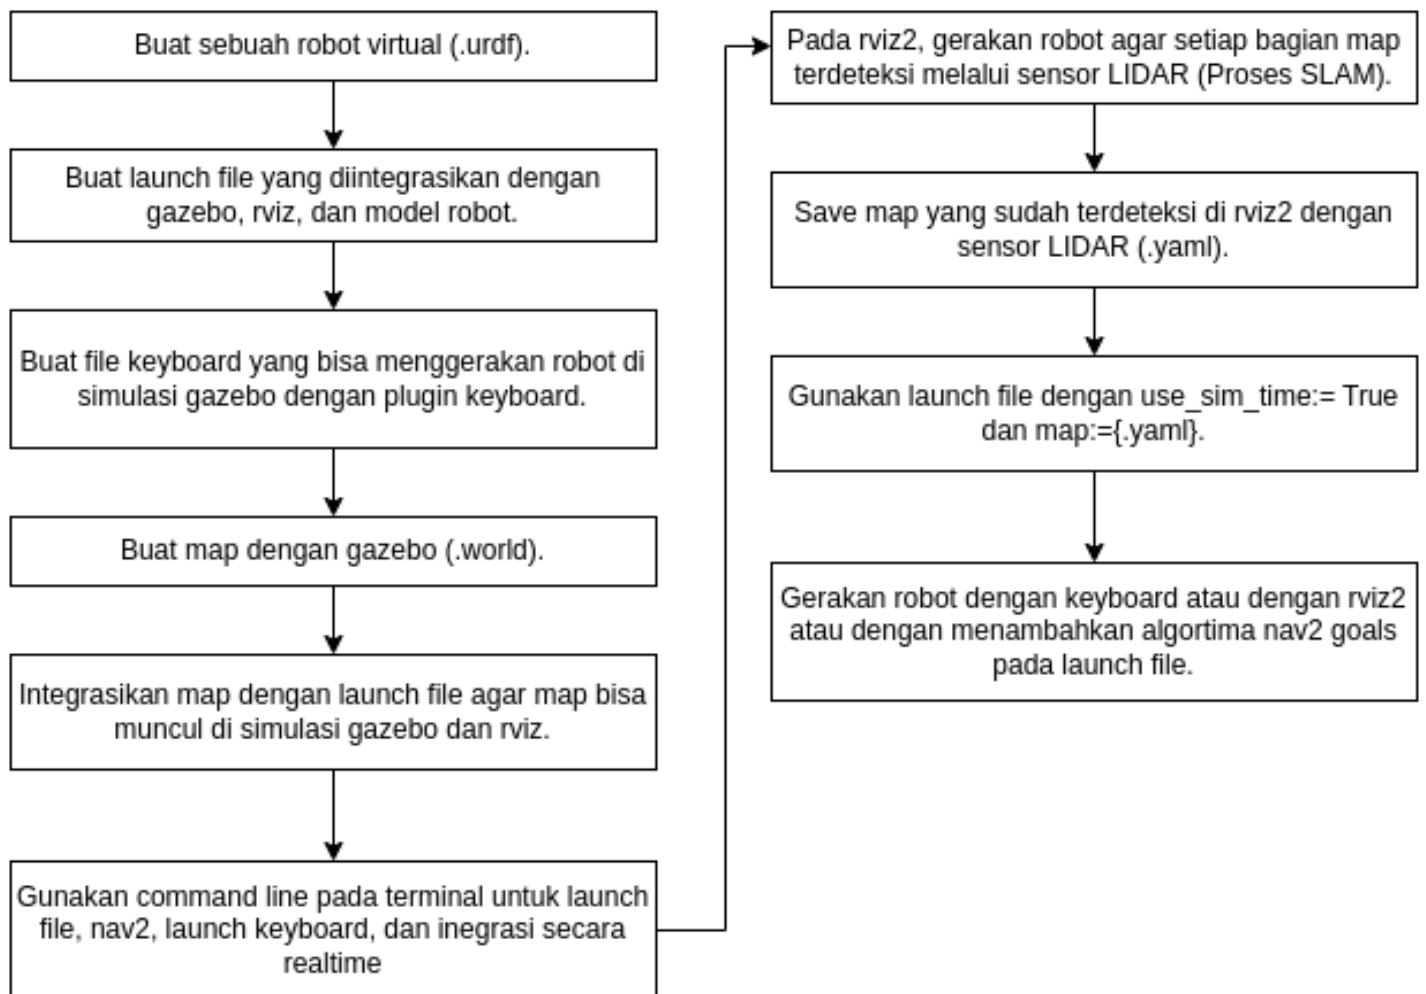 Buat sebuah robot virtual (.urdf).
Buat launch file yang diintegrasikan dengan
gazebo, rviz, dan model robot.
Buat file keyboard yang bisa menggerakan robot di
simulasi gazebo dengan plugin keyboard.
Buat map dengan gazebo (.world).
Integrasikan map dengan launch file agar map bisa
muncul di simulasi gazebo dan rviz.
Gunakan command line pada terminal untuk launch
file, nav2, launch keyboard, dan inegrasi secara
realtime
Pada rviz2, gerakan robot agar setiap bagian map
terdeteksi melalui sensor LIDAR (Proses SLAM).
Save map yang sudah terdeteksi di rviz2 dengan
sensor LIDAR (.yaml).
Gunakan launch file dengan use_sim_time:= True
dan map:={.yaml}.
Gerakan robot dengan keyboard atau dengan rviz2
atau dengan menambahkan algortima nav2 goals
pada launch file.